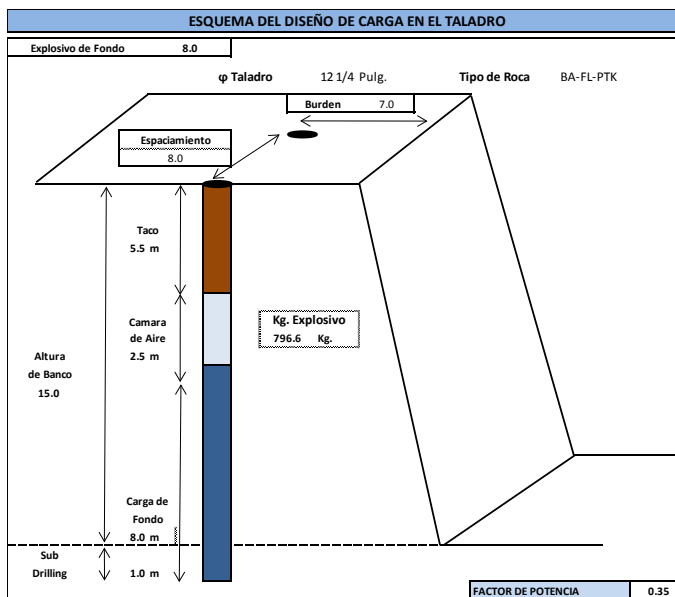 ESQUEMA DEL DISEÑO DE CARGA EN EL TALADRO
Explosivo de Fondo 8.0
φ Taladro 12 1/4 Pulg. Tipo de Roca BA-FL-PTK
Burden 7.0
Espaciamiento
8.0
Taco
5.5 m
Camara
de Aire
2.5 m
Kg. Explosivo
796.6 Kg.
Altura
de Banco
15.0
Carga de
Fondo
8.0 m
Sub
Drilling 1.0 m
FACTOR DE POTENCIA 0.35